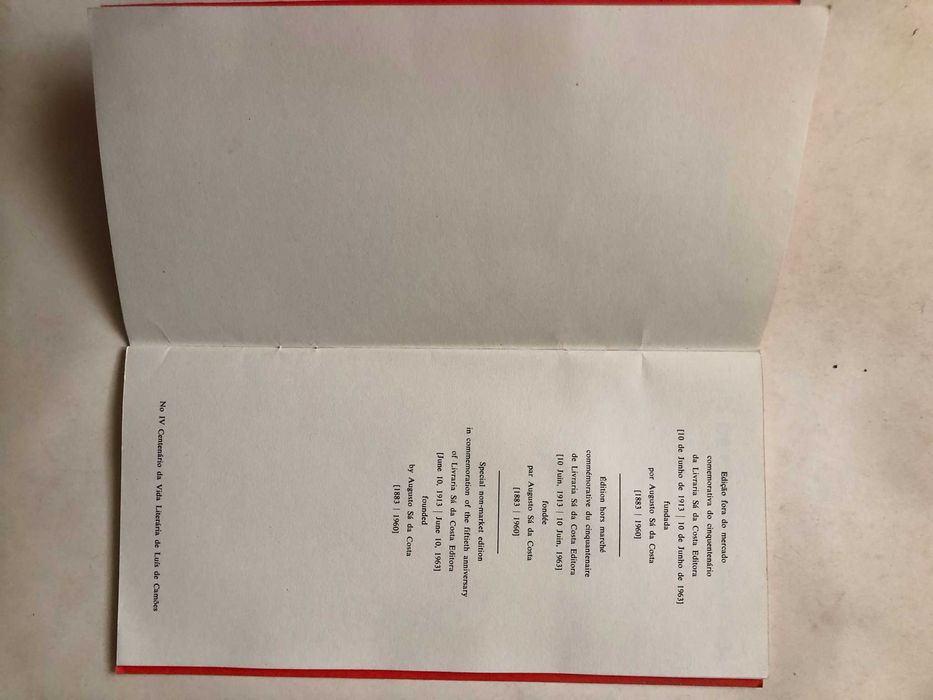 Edição fora do mercado
comemorativa do cinquentenário
da Livraria Sá da Costa Editora
[10 de Junho de 1913 | 10 de Junho de 1963]
fundada
por Augusto Sá da Costa
[1883 | 1960]
Édition hors marché
commémorative du cinquantenaire
de Livraria Sá da Costa Editora
[10 Juin, 1913 | 10 Juin, 1963]
fondée
par Augusto Sá da Costa
[1883 | 1960]
Special non-market edition
in commemoration of the fiftieth anniversary
of Livraria Sá da Costa Editora
[June 10, 1913 | June 10, 1963]
founded
by Augusto Sá da Costa
[1883 | 1960]
No IV Centenário da Vida Literária de Luís de Camões